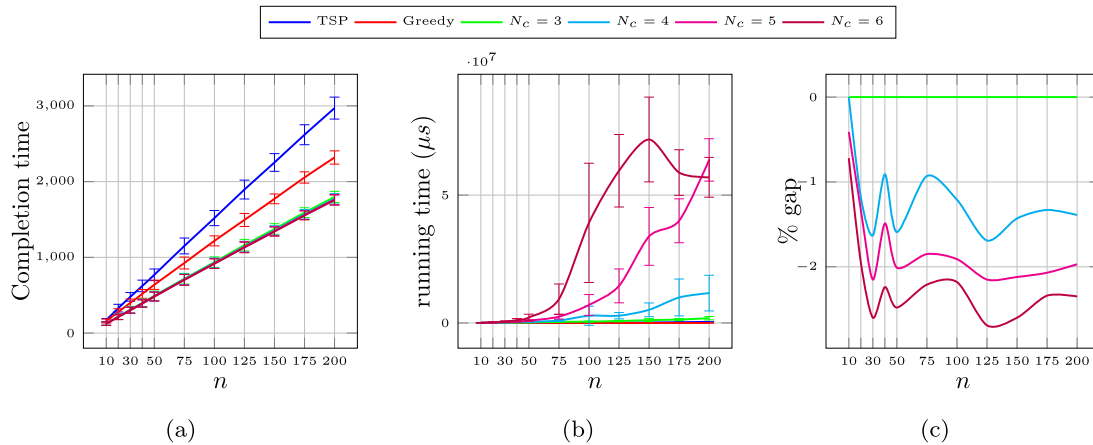 TSP Greedy N_c = 3 N_c = 4 N_c = 5 N_c = 6
Completion time
3,000
2,000
1,000
0
10 30 50 75 100 125 150 175 200
n
(a)
·10^7
running time (μs)
5
0
10 30 50 75 100 125 150 175 200
n
(b)
% gap
0
−1
−2
10 30 50 75 100 125 150 175 200
n
(c)